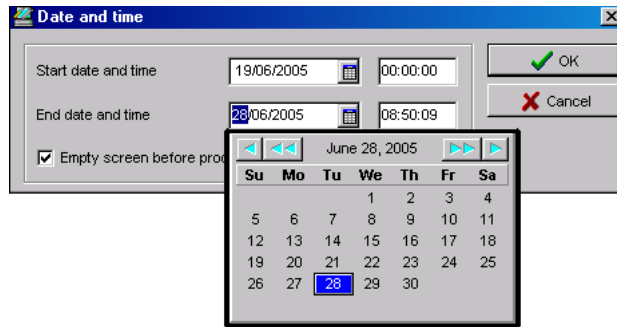 Date and time
Start date and time 19/06/2005 00:00:00 OK
End date and time 28/06/2005 08:50:09 Cancel
Empty screen before proc
June 28, 2005
Su Mo Tu We Th Fr Sa
1 2 3 4
5 6 7 8 9 10 11
12 13 14 15 16 17 18
19 20 21 22 23 24 25
26 27 28 29 30